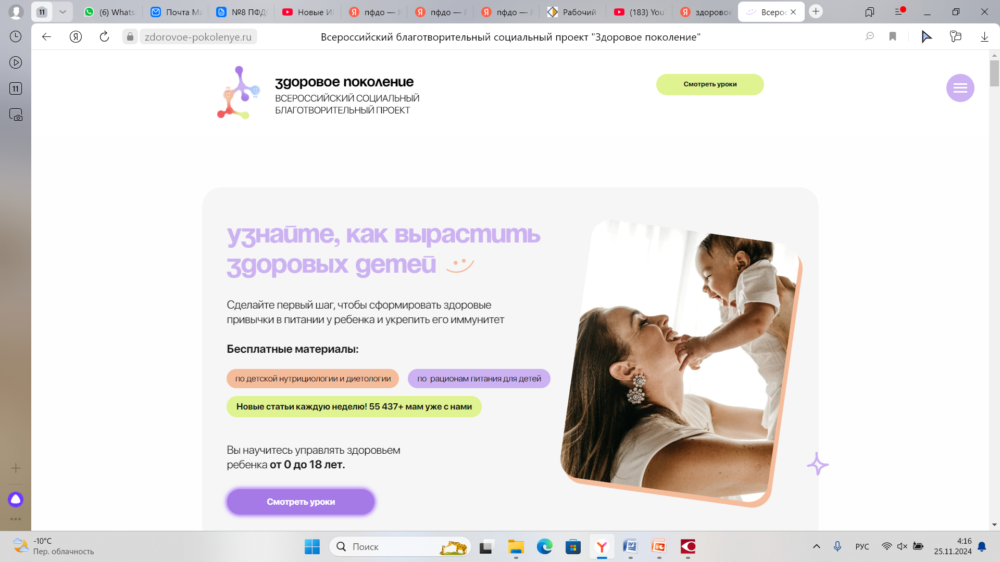 11
(6) Whats
Почта Ма
№8 ПФД
Новые И
пфдо — Я
пфдо — Я
пфдо — Я
Рабочий
(183) You
здоровое
Всерос
zdorovoe-pokolenye.ru
Всероссийский благотворительный социальный проект "Здоровое поколение"
11
здоровое поколение
ВСЕРОССИЙСКИЙ СОЦИАЛЬНЫЙ
БЛАГОТВОРИТЕЛЬНЫЙ ПРОЕКТ
Смотреть уроки
узнайте, как вырастить
здоровых детей
Сделайте первый шаг, чтобы сформировать здоровые
привычки в питании у ребенка и укрепить его иммунитет
Бесплатные материалы:
по детской нутрициологии и диетологии
по рационам питания для детей
Новые статьи каждую неделю! 55 437+ мам уже с нами
Вы научитесь управлять здоровьем
ребенка от 0 до 18 лет.
Смотреть уроки
-10°C
Пер. облачность
Поиск
РУС
4:16
25.11.2024